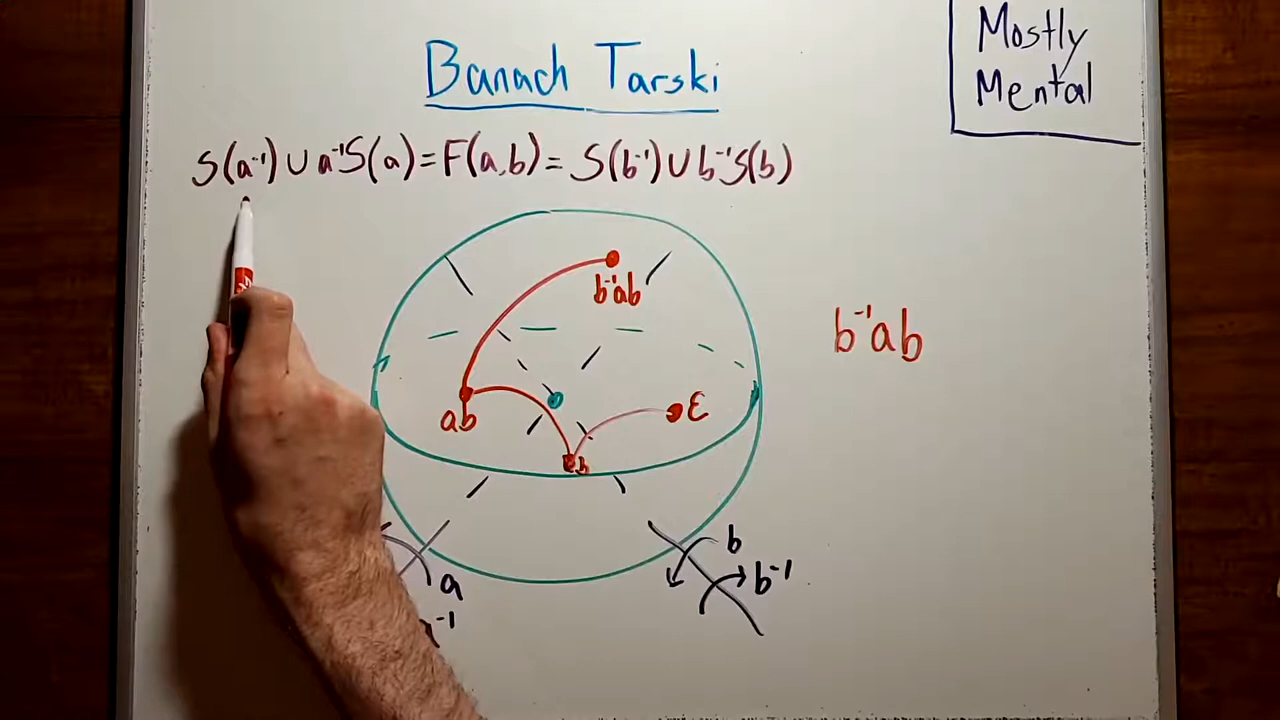 Banach Tarski
Mostly
Mental
S(a⁻¹) ∪ a⁻¹S(a) = F(a,b) = S(b⁻¹) ∪ b⁻¹S(b)
b⁻¹ab
b⁻¹ab
ab
ε
b
b
a
b⁻¹